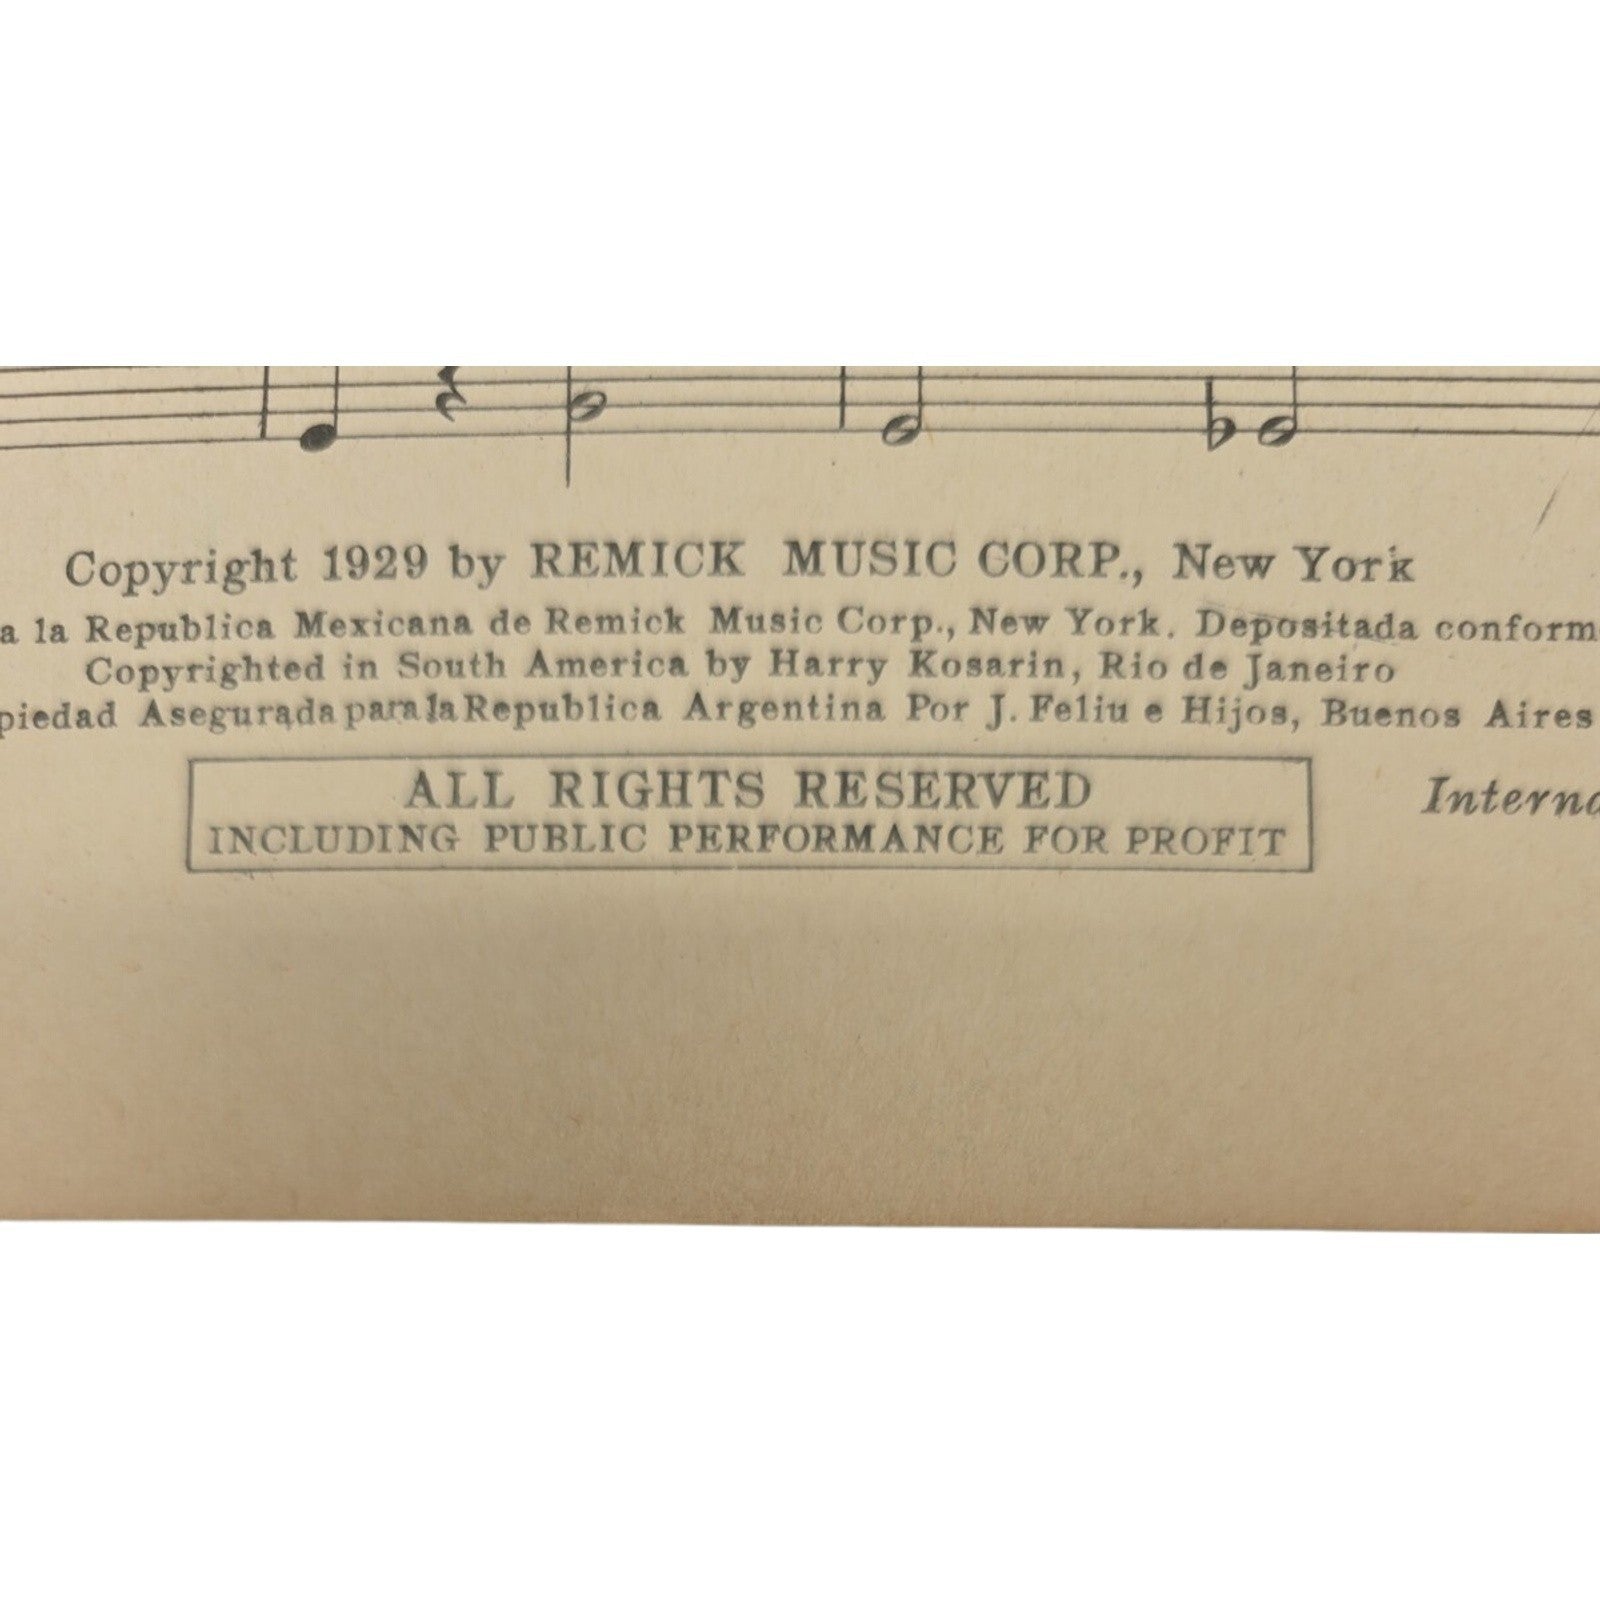 Copyright 1929 by REMICK MUSIC CORP., New York
a la Republica Mexicana de Remick Music Corp., New York. Depositada conform
Copyrighted in South America by Harry Kosarin, Rio de Janeiro
piedad Asegurada para la Republica Argentina Por J. Feliu e Hijos, Buenos Aires
ALL RIGHTS RESERVED
INCLUDING PUBLIC PERFORMANCE FOR PROFIT
Interna